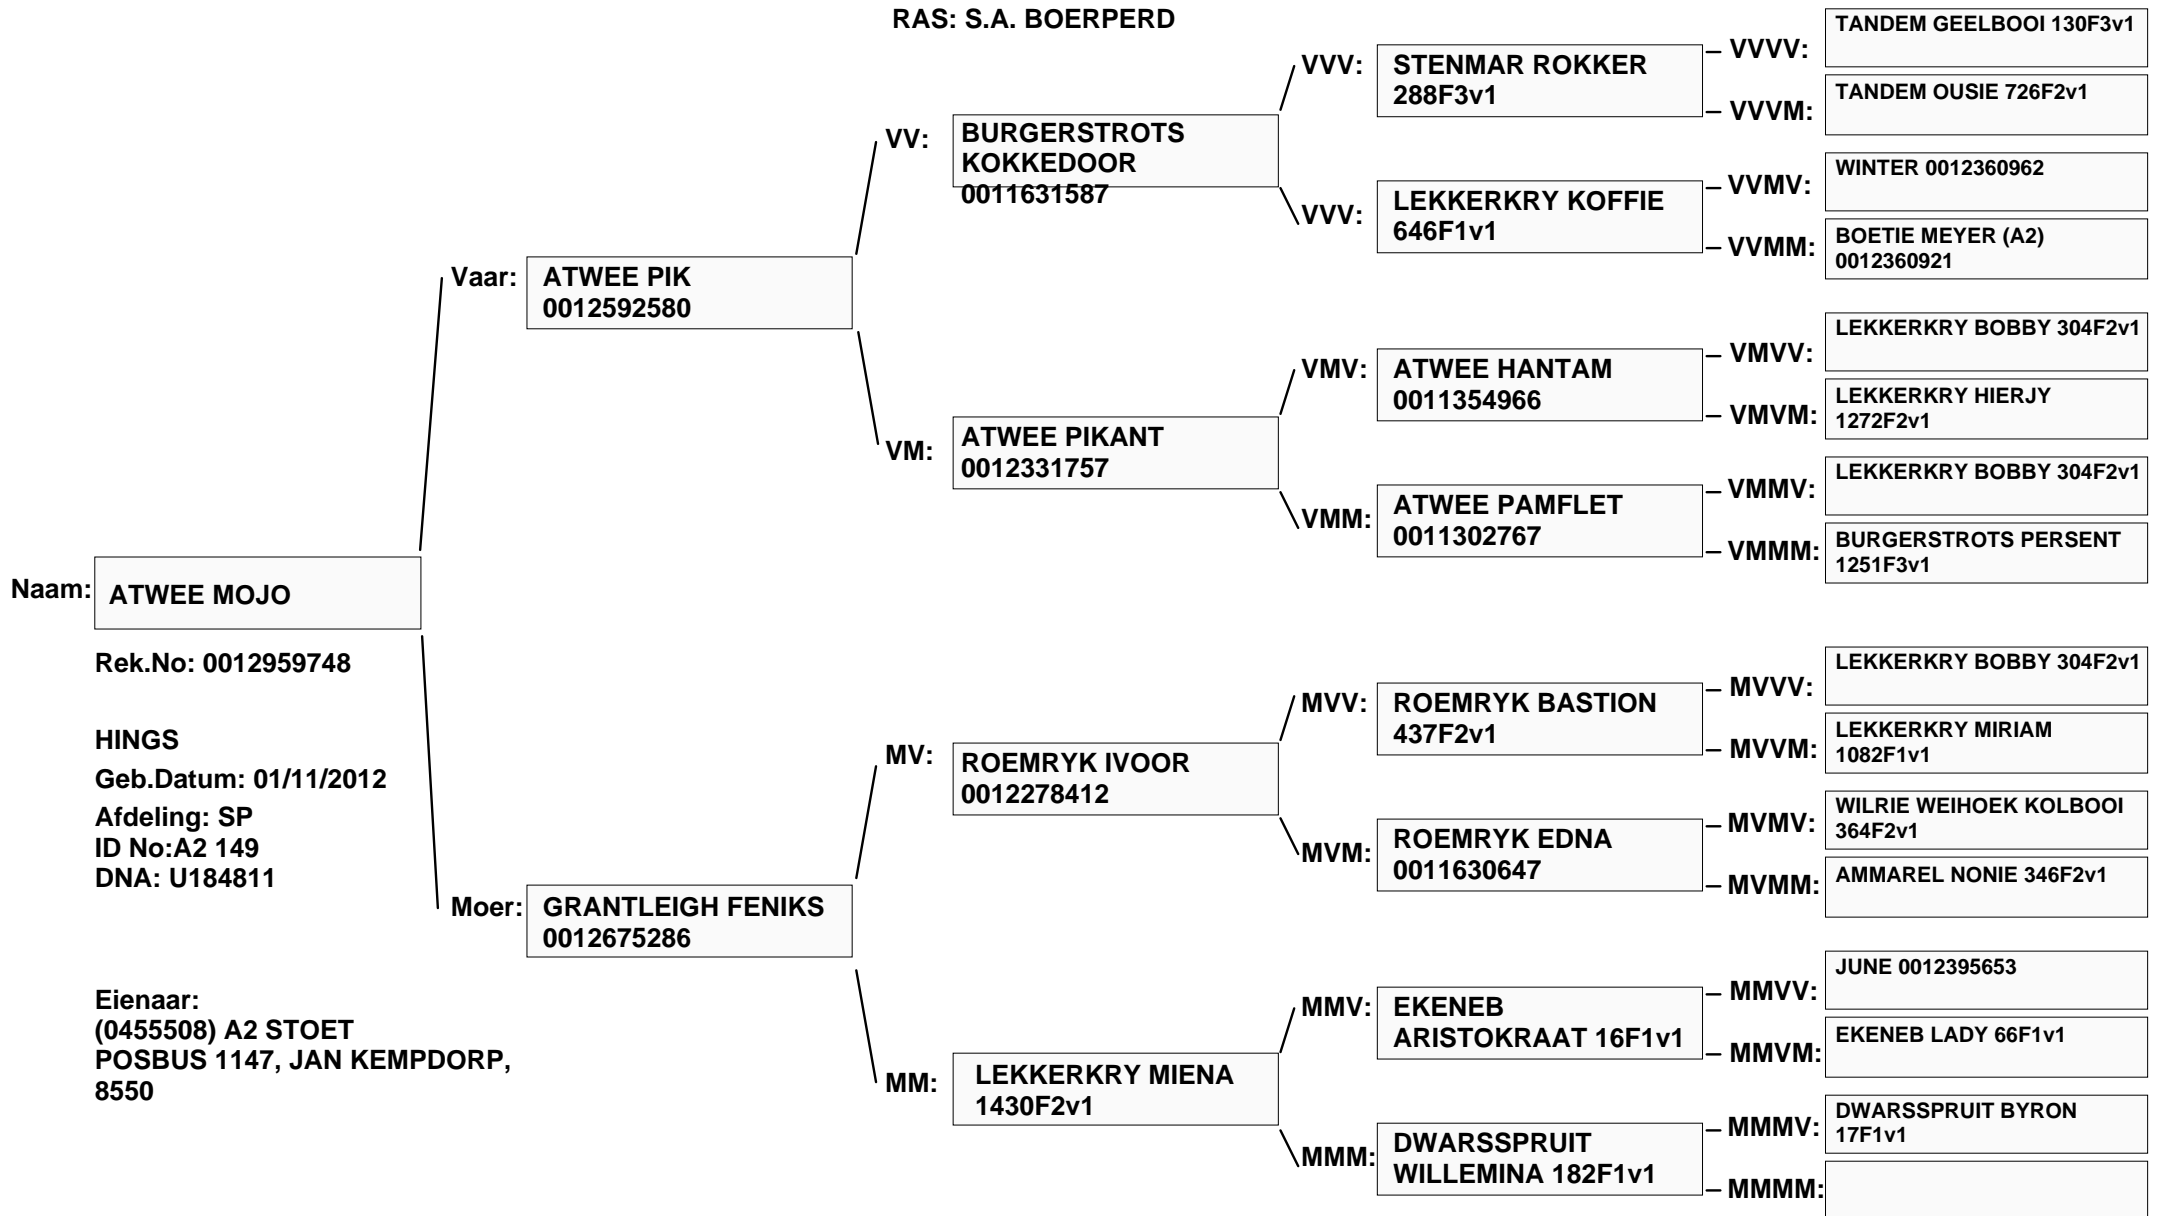 RAS: S.A. BOERPERD
Naam:
ATWEE MOJO
Rek.No: 0012959748
HINGS
Geb.Datum: 01/11/2012
Afdeling: SP
ID No:A2 149
DNA: U184811
Eienaar:
(0455508) A2 STOET
POSBUS 1147, JAN KEMPDORP,
8550
Vaar:
ATWEE PIK
0012592580
Moer:
GRANTLEIGH FENIKS
0012675286
VV:
BURGERSTROTS
KOKKEDOOR
0011631587
VM:
ATWEE PIKANT
0012331757
MV:
ROEMRYK IVOOR
0012278412
MM:
LEKKERKRY MIENA
1430F2v1
VVV:
STENMAR ROKKER
288F3v1
VVV:
LEKKERKRY KOFFIE
646F1v1
VMV:
ATWEE HANTAM
0011354966
VMM:
ATWEE PAMFLET
0011302767
MVV:
ROEMRYK BASTION
437F2v1
MVM:
ROEMRYK EDNA
0011630647
MMV:
EKENEB
ARISTOKRAAT 16F1v1
MMM:
DWARSSPRUIT
WILLEMINA 182F1v1
VVVV:
TANDEM GEELBOOI 130F3v1
VVVM:
TANDEM OUSIE 726F2v1
VVMV:
WINTER 0012360962
VVMM:
BOETIE MEYER (A2)
0012360921
VMVV:
LEKKERKRY BOBBY 304F2v1
VMVM:
LEKKERKRY HIERJY
1272F2v1
VMMV:
LEKKERKRY BOBBY 304F2v1
VMMM:
BURGERSTROTS PERSENT
1251F3v1
MVVV:
LEKKERKRY BOBBY 304F2v1
MVVM:
LEKKERKRY MIRIAM
1082F1v1
MVMV:
WILRIE WEIHOEK KOLBOOI
364F2v1
MVMM:
AMMAREL NONIE 346F2v1
MMVV:
JUNE 0012395653
MMVM:
EKENEB LADY 66F1v1
MMMV:
DWARSSPRUIT BYRON
17F1v1
MMMM: